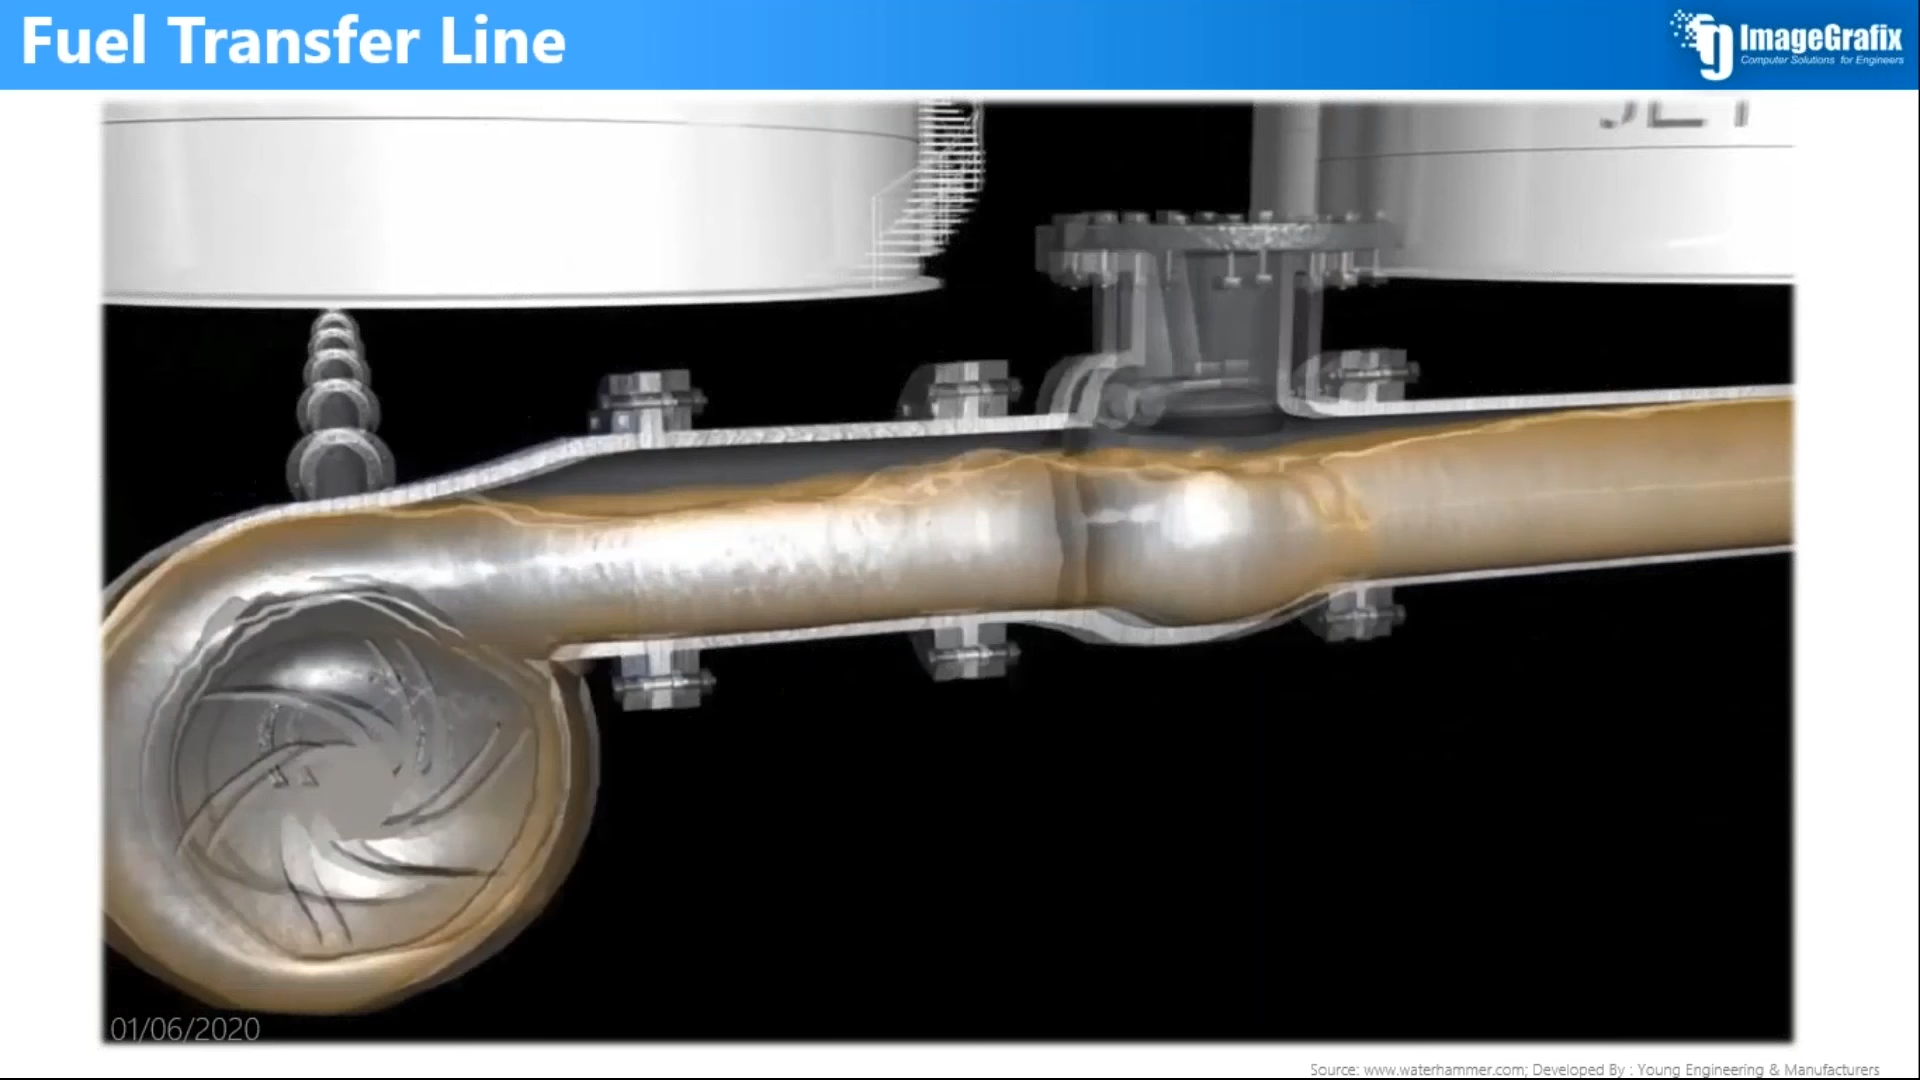 Fuel Transfer Line
ImageGrafix
Computer Solutions for Engineers
JET
01/06/2020
Source: www.waterhammer.com; Developed By : Young Engineering & Manufacturers